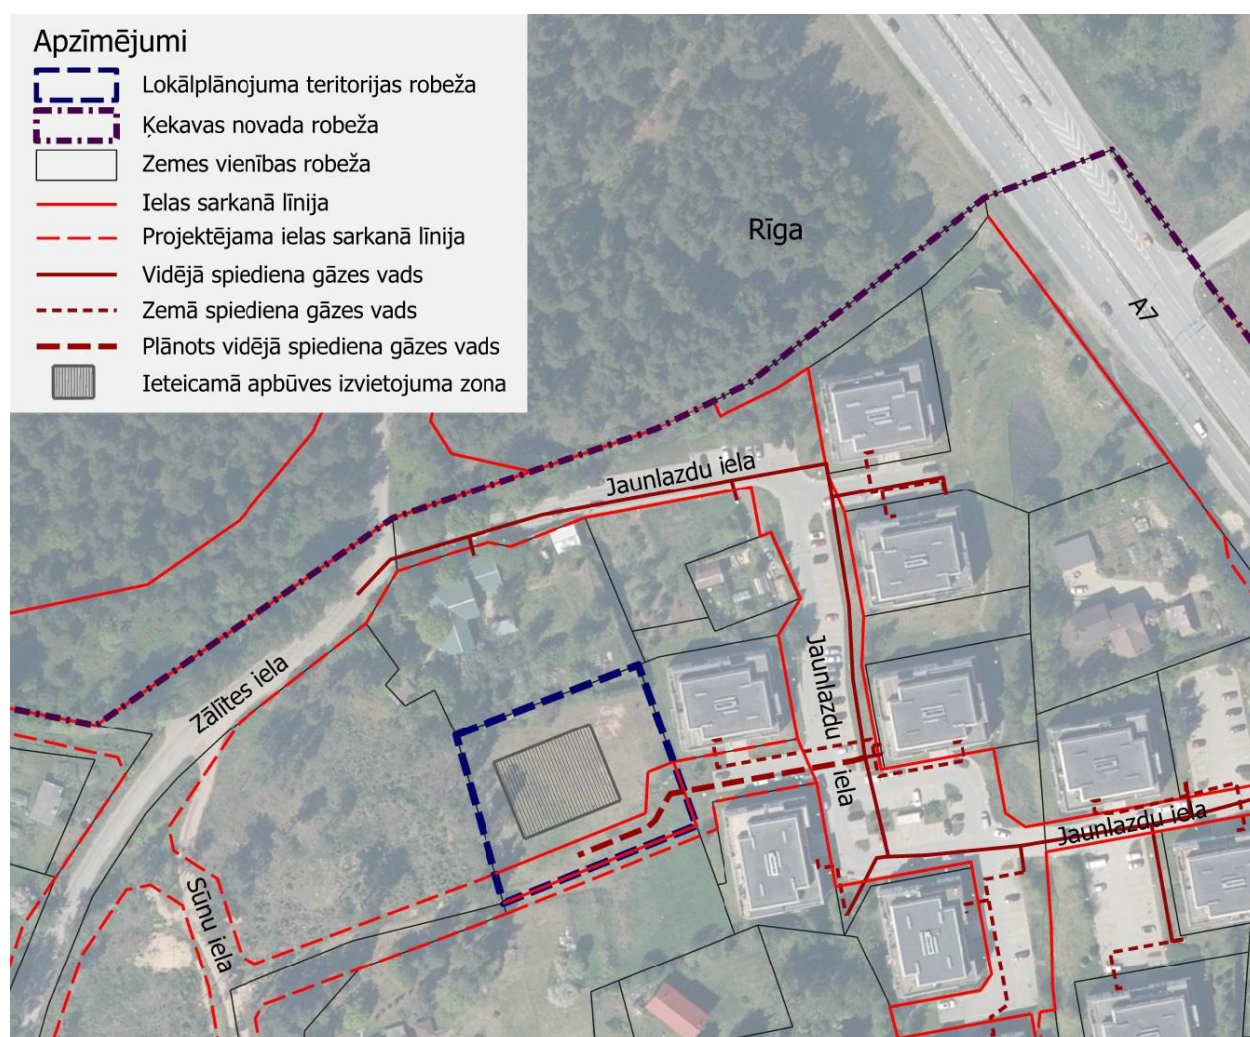 Apzīmējumi
Lokālplānojuma teritorijas robeža
Ķekavas novada robeža
Zemes vienības robeža
Ielas sarkanā līnija
Projektējama ielas sarkanā līnija
Vidējā spiediena gāzes vads
Zemā spiediena gāzes vads
Plānots vidējā spiediena gāzes vads
Ieteicamā apbūves izvietojuma zona
Rīga
A7
Jaunlazdu iela
Zālītes iela
Jaunlazdu iela
Jaunlazdu iela
Sūnu iela